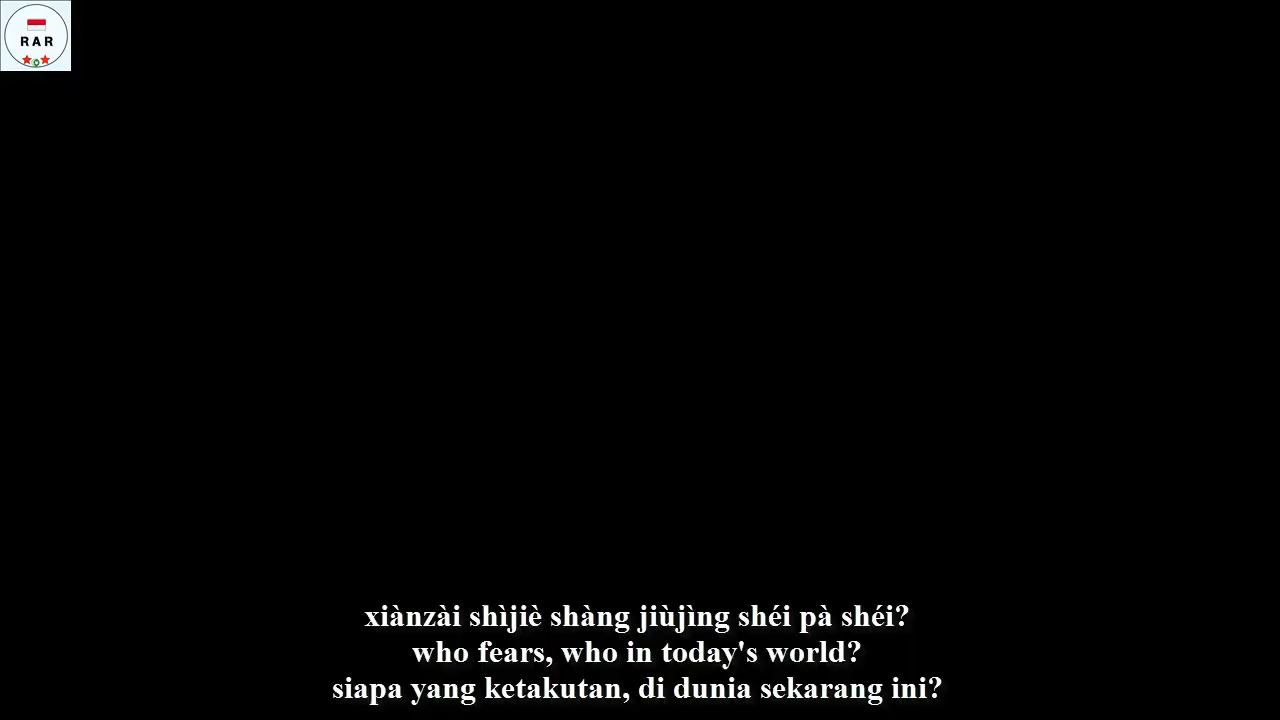 RAR
xiànzài shìjiè shàng jiùjìng shéi pà shéi?
who fears, who in today's world?
siapa yang ketakutan, di dunia sekarang ini?